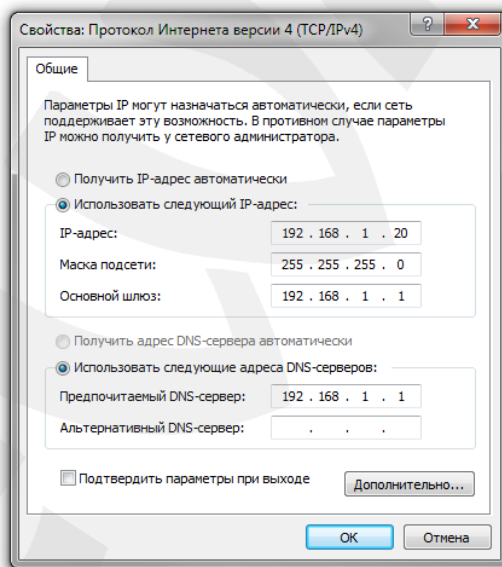 Свойства: Протокол Интернета версии 4 (TCP/IPv4)
Общие
Параметры IP могут назначаться автоматически, если сеть
поддерживает эту возможность. В противном случае параметры
IP можно получить у сетевого администратора.
Получить IP-адрес автоматически
Использовать следующий IP-адрес:
IP-адрес: 192 . 168 . 1 . 20
Маска подсети: 255 . 255 . 255 . 0
Основной шлюз: 192 . 168 . 1 . 1
Получить адрес DNS-сервера автоматически
Использовать следующие адреса DNS-серверов:
Предпочитаемый DNS-сервер: 192 . 168 . 1 . 1
Альтернативный DNS-сервер: . . .
Подтвердить параметры при выходе
Дополнительно...
OK Отмена